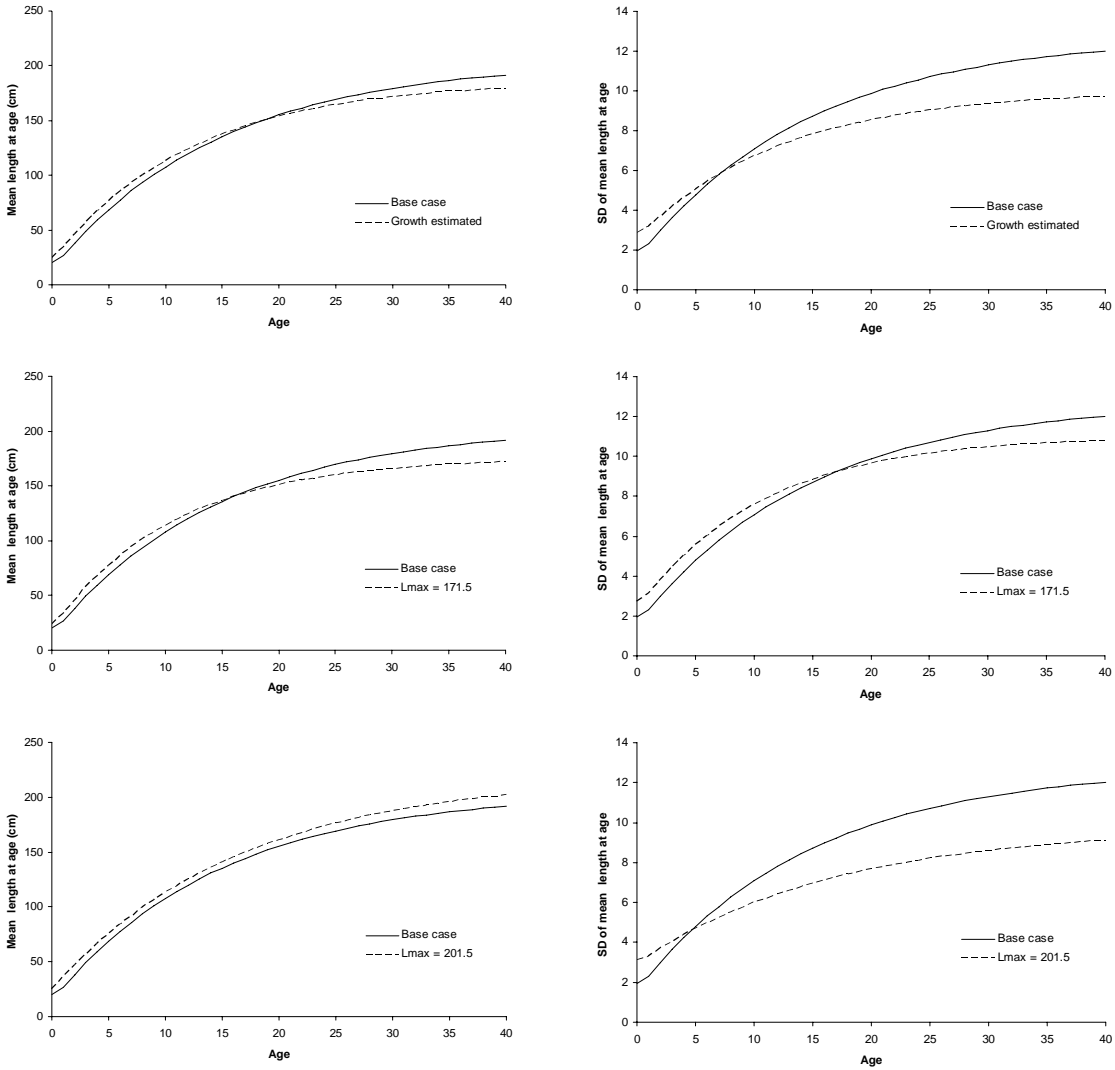 250
200
150
100
50
0
Mean length at age (cm)
Base case
Growth estimated
0 5 10 15 20 25 30 35 40
Age
14
12
10
8
6
4
2
0
SD of mean length at age
Base case
Growth estimated
0 5 10 15 20 25 30 35 40
Age
250
200
150
100
50
0
Mean length at age (cm)
Base case
Lmax = 171.5
0 5 10 15 20 25 30 35 40
Age
14
12
10
8
6
4
2
0
SD of mean length at age
Base case
Lmax = 171.5
0 5 10 15 20 25 30 35 40
Age
250
200
150
100
50
0
Mean length at age (cm)
Base case
Lmax = 201.5
0 5 10 15 20 25 30 35 40
Age
14
12
10
8
6
4
2
0
SD of mean length at age
Base case
Lmax = 201.5
0 5 10 15 20 25 30 35 40
Age